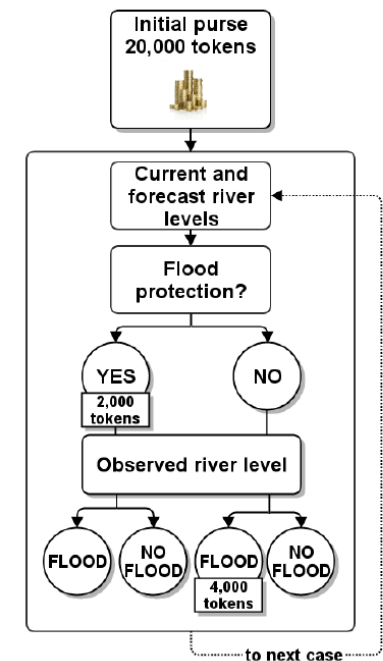 Initial purse
20,000 tokens
Current and
forecast river
levels
Flood
protection?
YES
2,000
tokens
NO
Observed river level
FLOOD
NO
FLOOD
FLOOD
4,000
tokens
NO
FLOOD
to next case